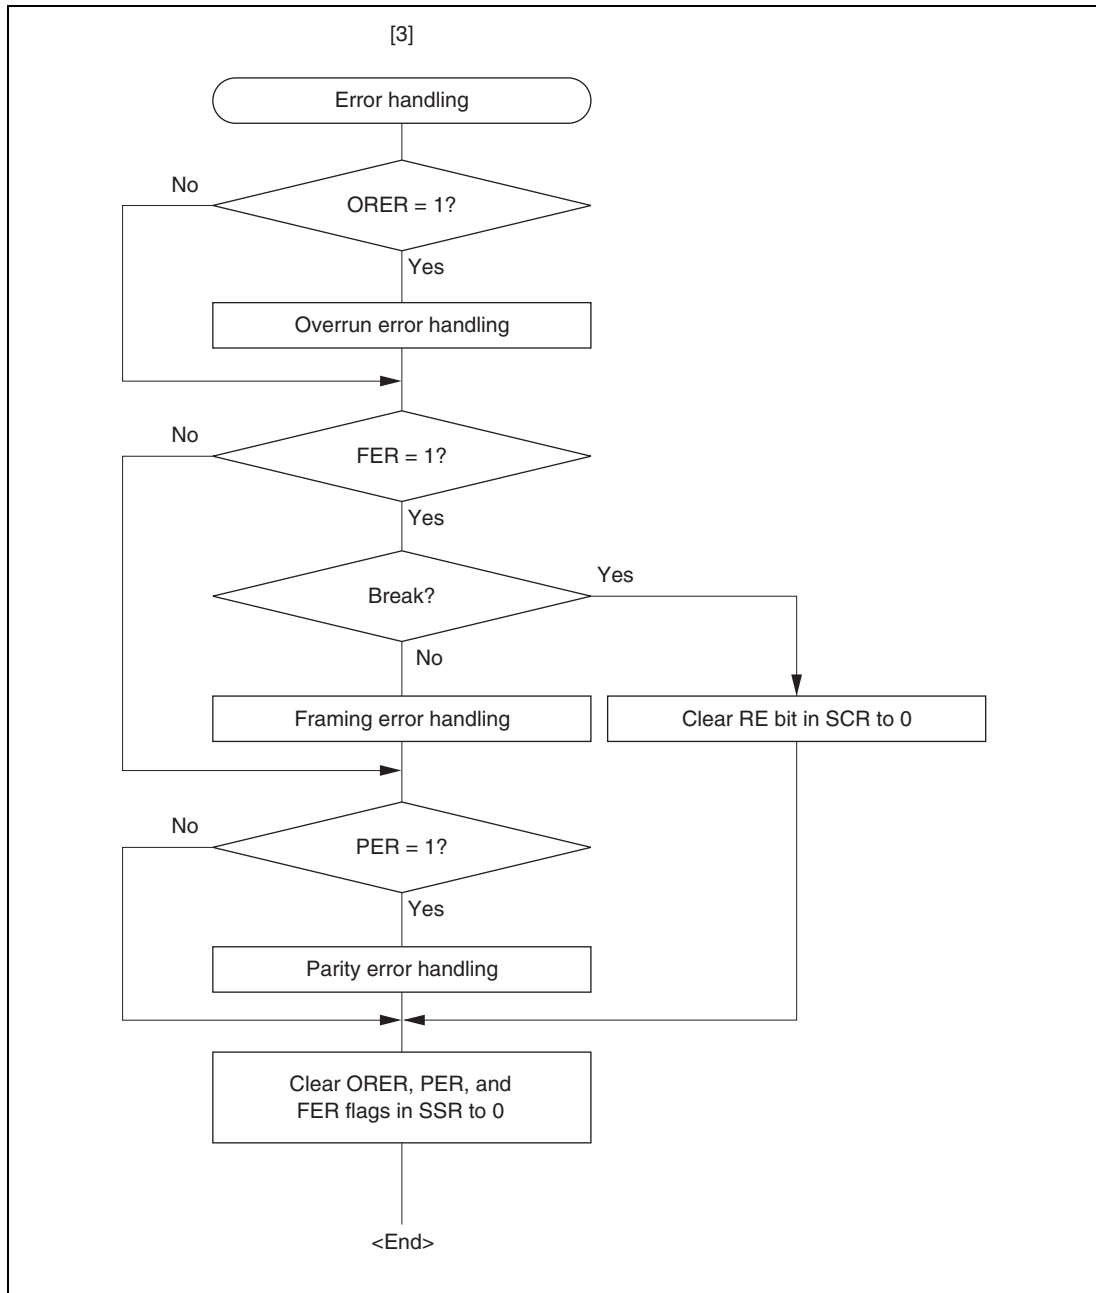 [3]
Error handling
No
ORER = 1?
Yes
Overrun error handling
No
FER = 1?
Yes
Break?
Yes
No
Framing error handling
Clear RE bit in SCR to 0
No
PER = 1?
Yes
Parity error handling
Clear ORER, PER, and
FER flags in SSR to 0
<End>